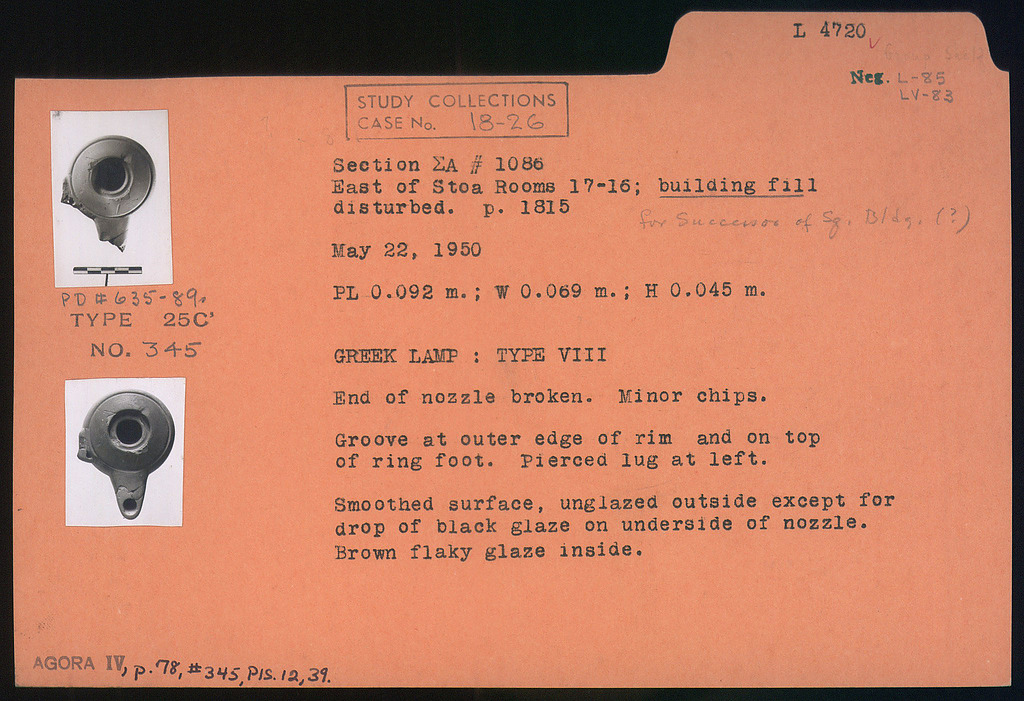 L 4720
Neg. L-85
LV-83
STUDY COLLECTIONS
CASE No. 18-26
Section ΣΑ # 1086
East of Stoa Rooms 17-16; building fill
disturbed. p. 1815
for Successor of Sq. Bldg. (?)
May 22, 1950
PL 0.092 m.; W 0.069 m.; H 0.045 m.
PD # 635-89.
TYPE 25C'
NO. 345
GREEK LAMP : TYPE VIII
End of nozzle broken. Minor chips.
Groove at outer edge of rim and on top
of ring foot. Pierced lug at left.
Smoothed surface, unglazed outside except for
drop of black glaze on underside of nozzle.
Brown flaky glaze inside.
AGORA IV, p. 78, #345, Pls. 12, 39.